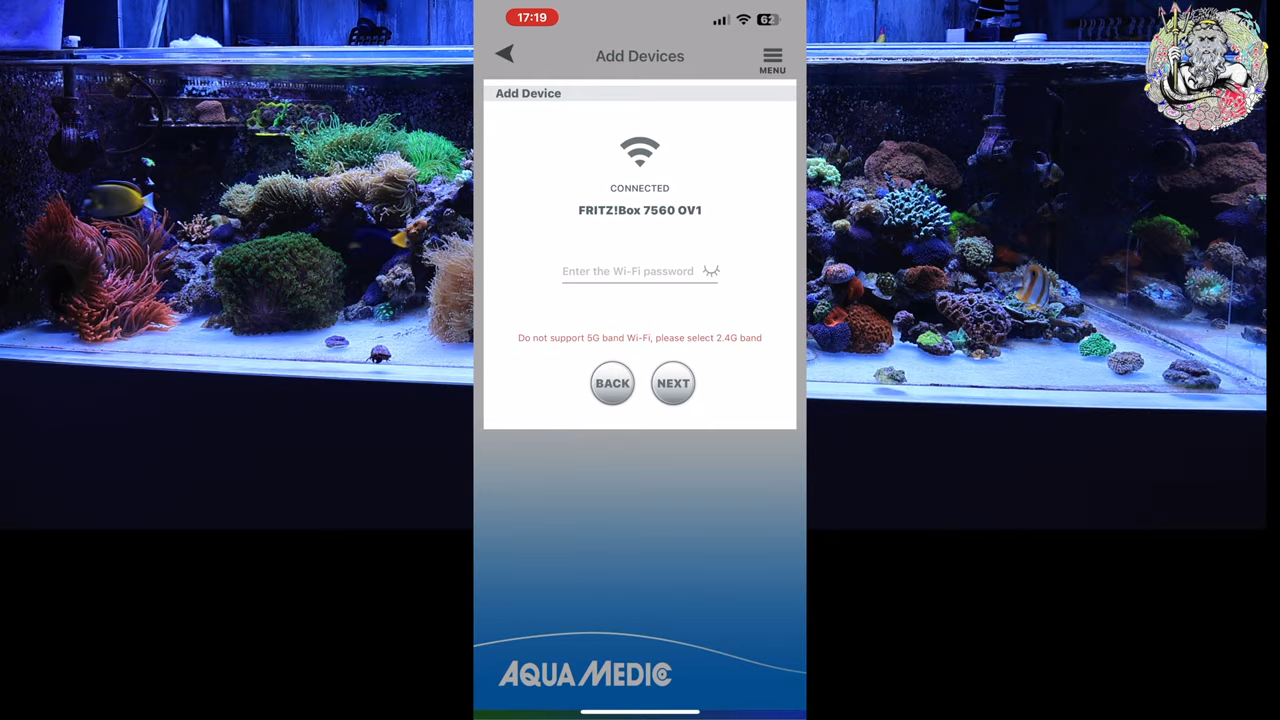 17:19
62
Add Devices
MENU
Add Device
CONNECTED
FRITZ!Box 7560 OV1
Enter the Wi-Fi password
Do not support 5G band Wi-Fi, please select 2.4G band
BACK NEXT
AQUA MEDIC